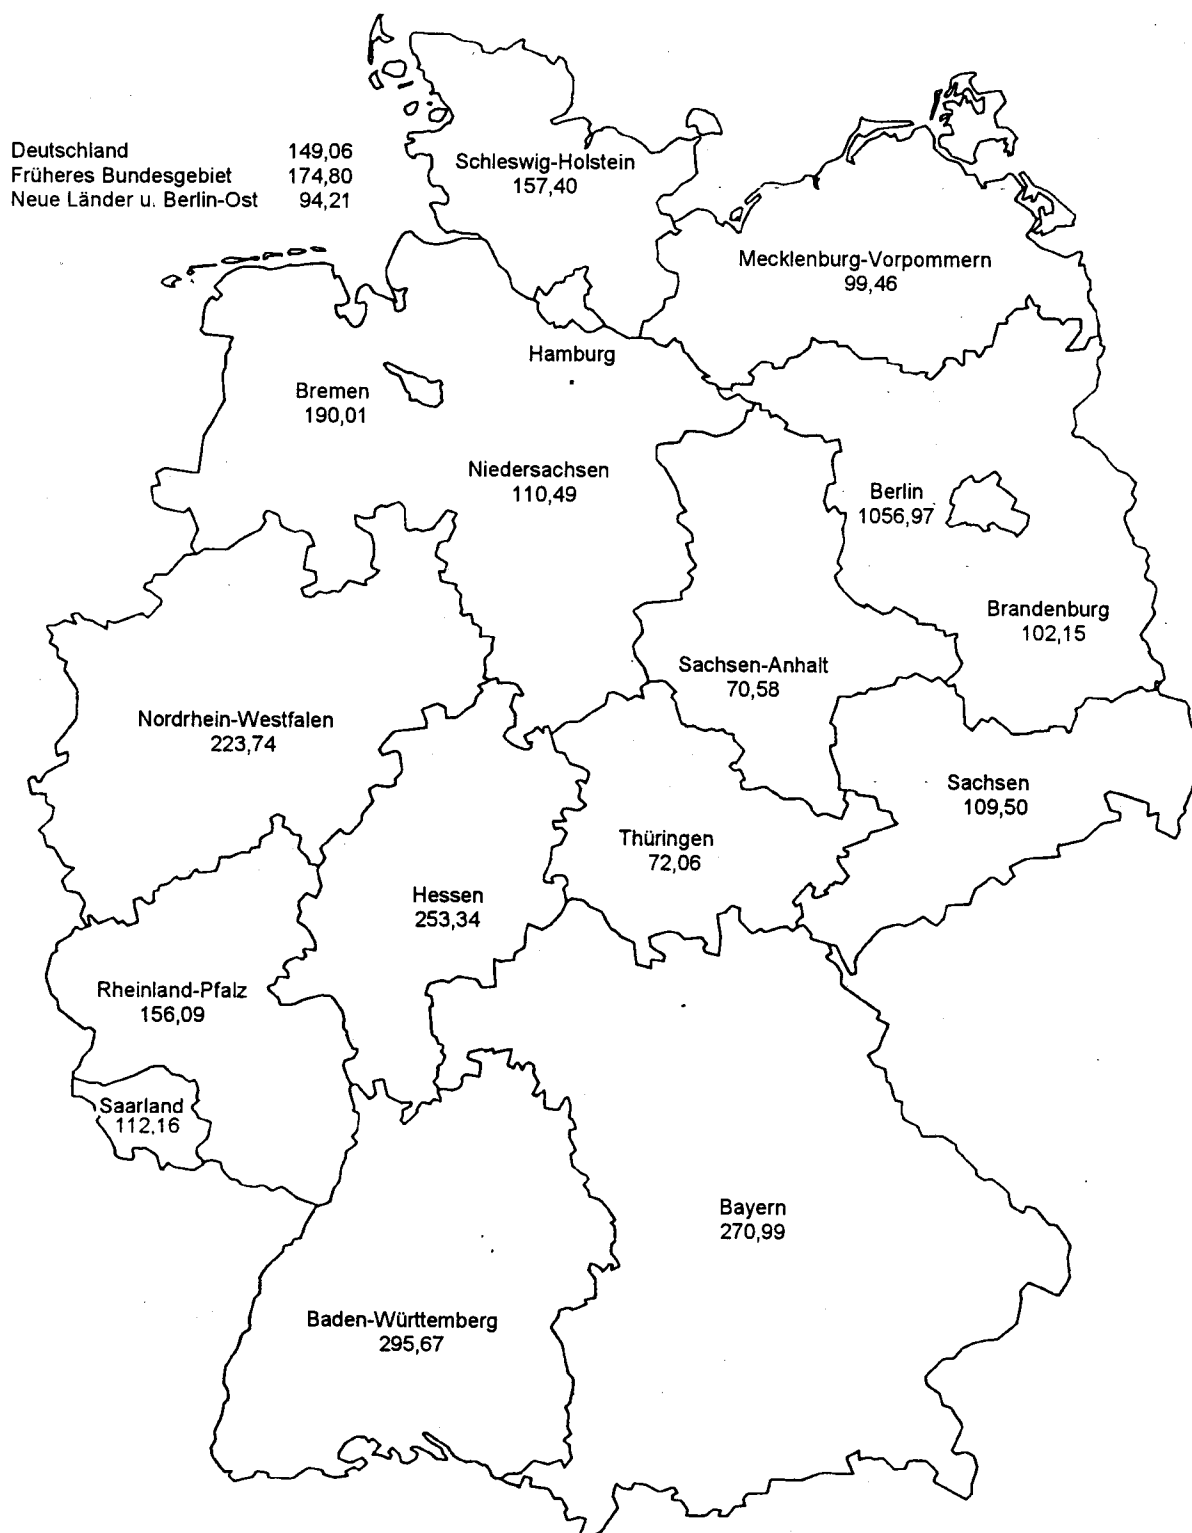 Deutschland 149,06
Früheres Bundesgebiet 174,80
Neue Länder u. Berlin-Ost 94,21
Schleswig-Holstein
157,40
Mecklenburg-Vorpommern
99,46
Hamburg
Bremen
190,01
Niedersachsen
110,49
Berlin
1056,97
Brandenburg
102,15
Sachsen-Anhalt
70,58
Nordrhein-Westfalen
223,74
Sachsen
109,50
Thüringen
72,06
Hessen
253,34
Rheinland-Pfalz
156,09
Saarland
112,16
Bayern
270,99
Baden-Württemberg
295,67